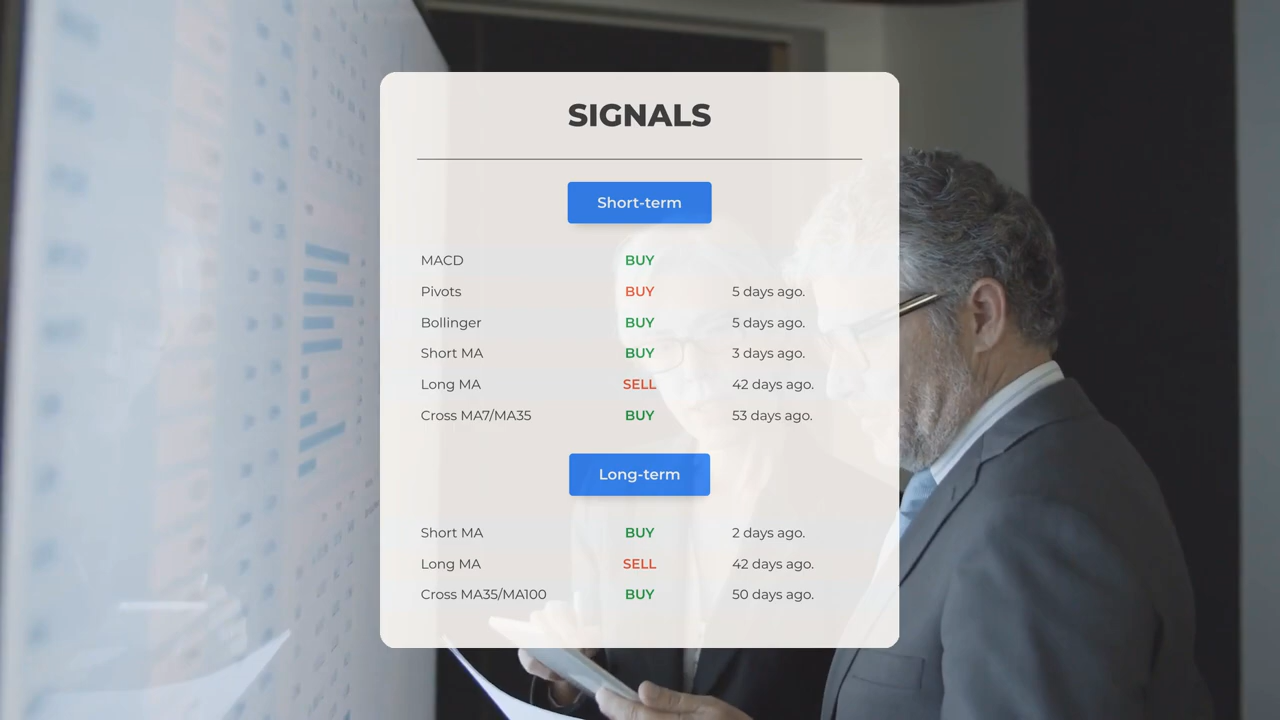 SIGNALS
Short-term
MACD BUY
Pivots BUY 5 days ago.
Bollinger BUY 5 days ago.
Short MA BUY 3 days ago.
Long MA SELL 42 days ago.
Cross MA7/MA35 BUY 53 days ago.
Long-term
Short MA BUY 2 days ago.
Long MA SELL 42 days ago.
Cross MA35/MA100 BUY 50 days ago.